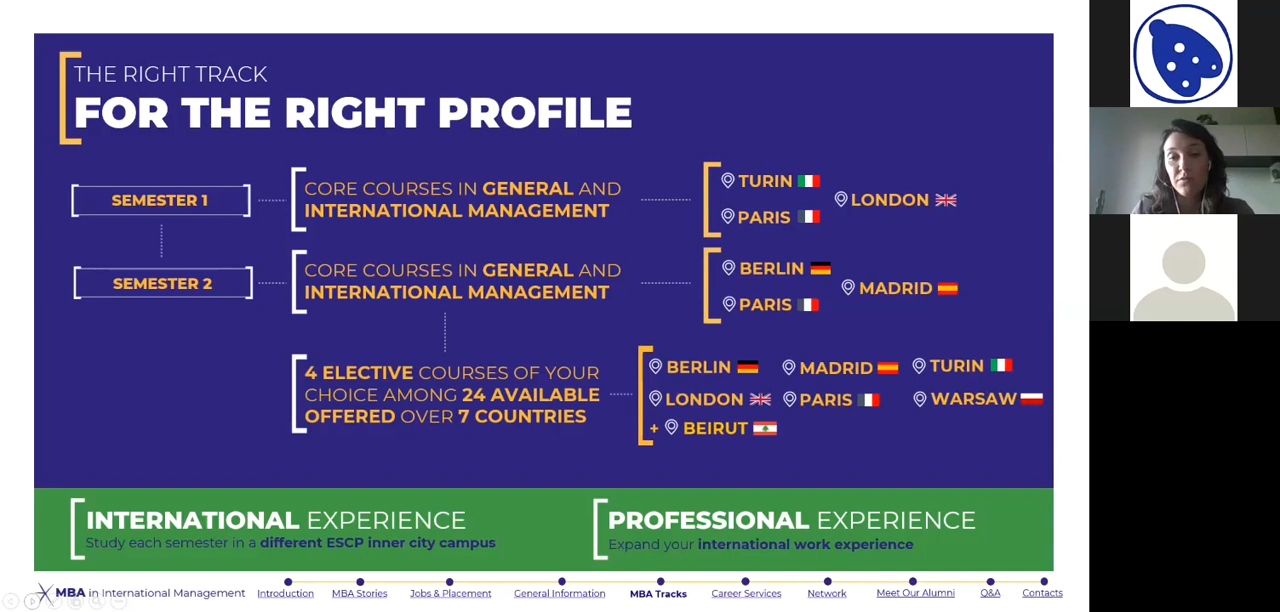 THE RIGHT TRACK
FOR THE RIGHT PROFILE
SEMESTER 1
CORE COURSES IN GENERAL AND
INTERNATIONAL MANAGEMENT
TURIN
PARIS
LONDON
SEMESTER 2
CORE COURSES IN GENERAL AND
INTERNATIONAL MANAGEMENT
BERLIN
PARIS
MADRID
4 ELECTIVE COURSES OF YOUR
CHOICE AMONG 24 AVAILABLE
OFFERED OVER 7 COUNTRIES
BERLIN MADRID TURIN
LONDON PARIS WARSAW
+ BEIRUT
INTERNATIONAL EXPERIENCE
Study each semester in a different ESCP inner city campus
PROFESSIONAL EXPERIENCE
Expand your international work experience
MBA in International Management
Introduction MBA Stories Jobs & Placement General Information MBA Tracks Career Services Network Meet Our Alumni Q&A Contacts